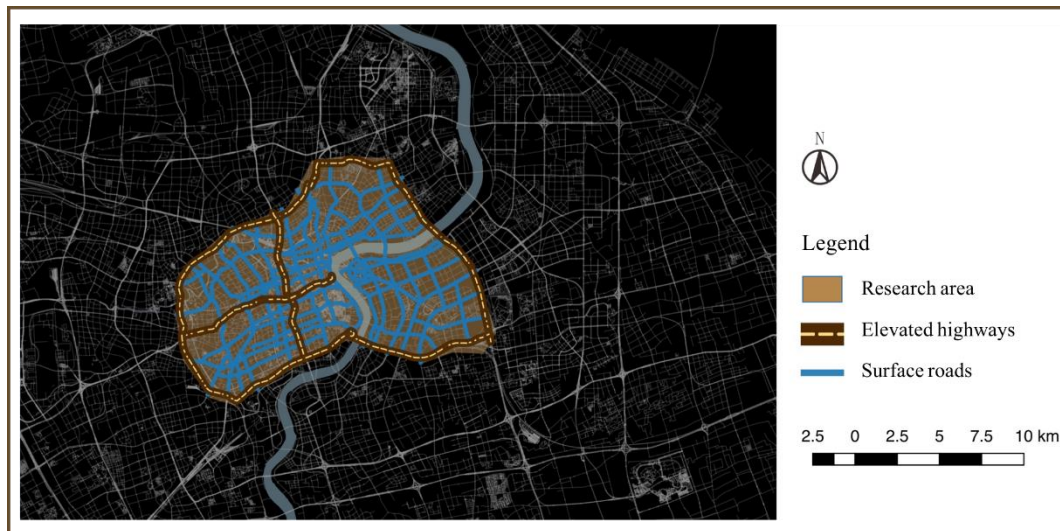 N
Legend
Research area
Elevated highways
Surface roads
2.5 0 2.5 5 7.5 10 km